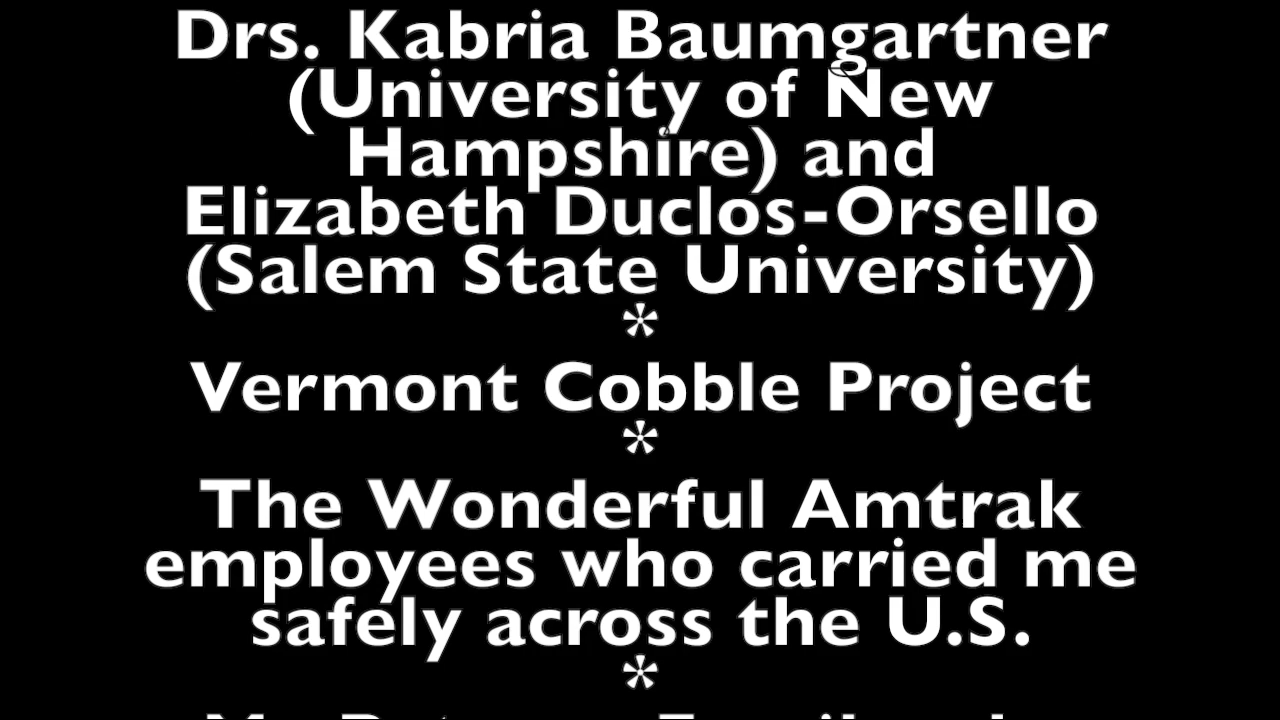 Drs. Kabria Baumgartner
(University of New
Hampshire) and
Elizabeth Duclos-Orsello
(Salem State University)
*
Vermont Cobble Project
*
The Wonderful Amtrak
employees who carried me
safely across the U.S.
*